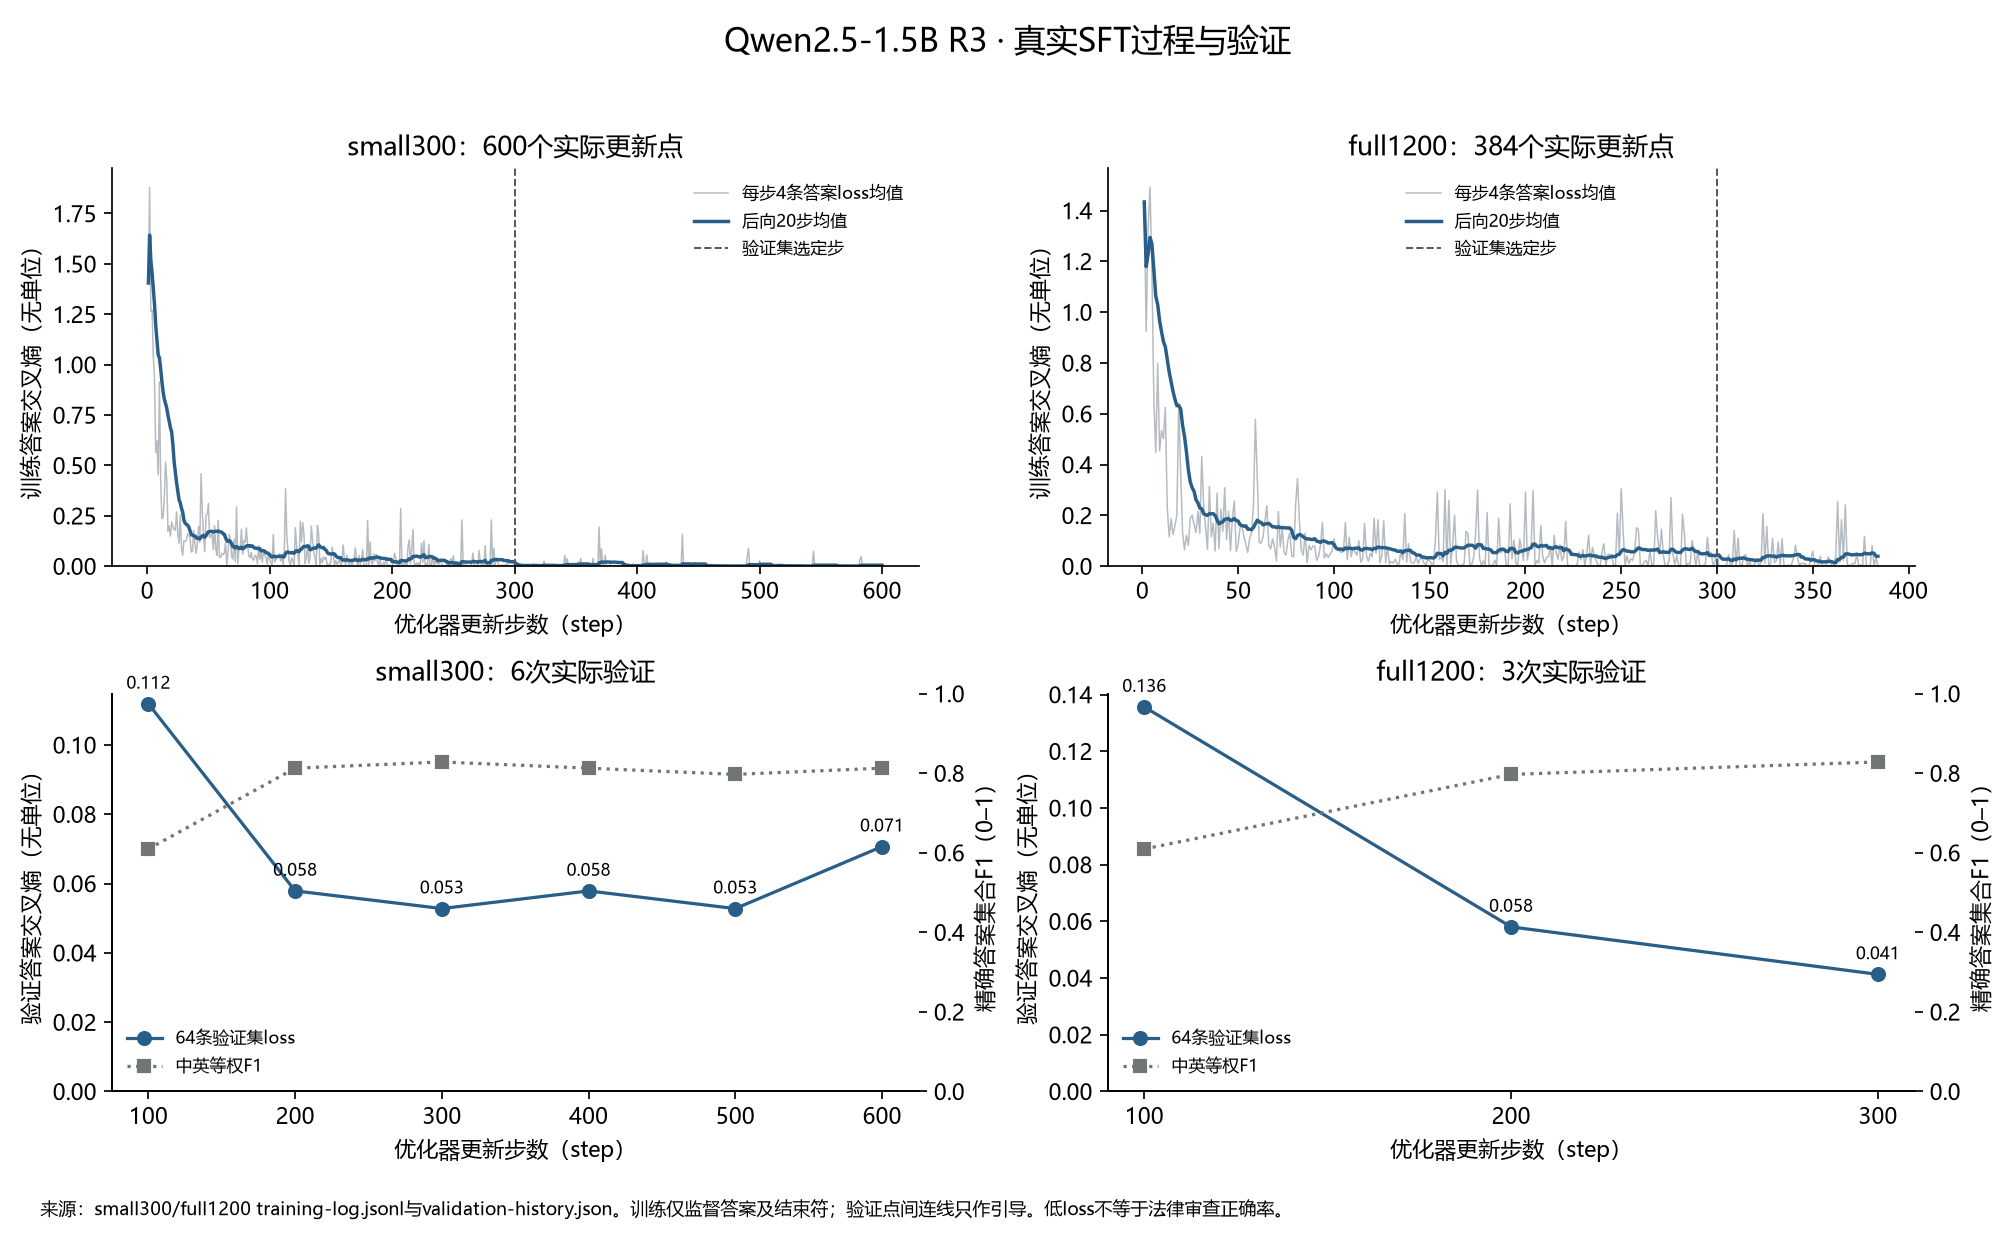 Qwen2.5-1.5B R3 · 真实SFT过程与验证
small300：600个实际更新点
每步4条答案loss均值
后向20步均值
验证集选定步
训练答案交叉熵（无单位）
1.75
1.50
1.25
1.00
0.75
0.50
0.25
0.00
0 100 200 300 400 500 600
优化器更新步数（step）
full1200：384个实际更新点
每步4条答案loss均值
后向20步均值
验证集选定步
训练答案交叉熵（无单位）
1.4
1.2
1.0
0.8
0.6
0.4
0.2
0.0
0 50 100 150 200 250 300 350 400
优化器更新步数（step）
small300：6次实际验证
验证答案交叉熵（无单位）
0.10
0.08
0.06
0.04
0.02
0.00
0.112
0.058
0.053
0.058
0.053
0.071
64条验证集loss
中英等权F1
1.0
0.8
0.6
0.4
0.2
0.0
精确答案集合F1（0–1）
100 200 300 400 500 600
优化器更新步数（step）
full1200：3次实际验证
验证答案交叉熵（无单位）
0.14
0.12
0.10
0.08
0.06
0.04
0.02
0.00
0.136
0.058
0.041
64条验证集loss
中英等权F1
1.0
0.8
0.6
0.4
0.2
0.0
精确答案集合F1（0–1）
100 200 300
优化器更新步数（step）
来源：small300/full1200 training-log.jsonl与validation-history.json。训练仅监督答案及结束符；验证点间连线只作引导。低loss不等于法律审查正确率。